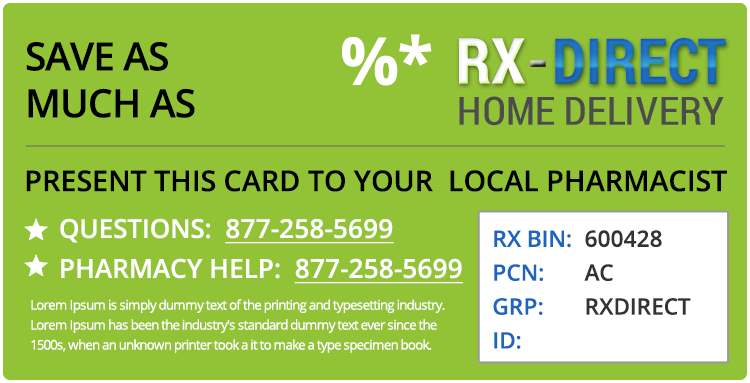 SAVE AS
MUCH AS
%*
RX-DIRECT
HOME DELIVERY
PRESENT THIS CARD TO YOUR LOCAL PHARMACIST
QUESTIONS: 877-258-5699
PHARMACY HELP: 877-258-5699
Lorem Ipsum is simply dummy text of the printing and typesetting industry.
Lorem Ipsum has been the industry's standard dummy text ever since the
1500s, when an unknown printer took a it to make a type specimen book.
RX BIN: 600428
PCN: AC
GRP: RXDIRECT
ID: